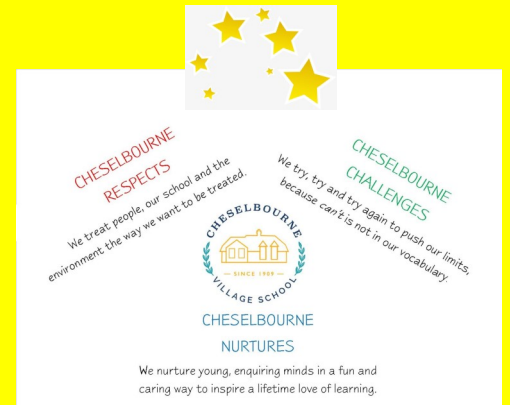 CHESELBOURNE
RESPECTS
We treat people, our school and the
environment the way we want to be treated.
CHESELBOURNE
CHALLENGES
We try, try and try again to push our limits,
because can't is not in our vocabulary.
CHESELBOURNE
SINCE 1909
VILLAGE SCHOOL
CHESELBOURNE
NURTURES
We nurture young, enquiring minds in a fun and
caring way to inspire a lifetime love of learning.